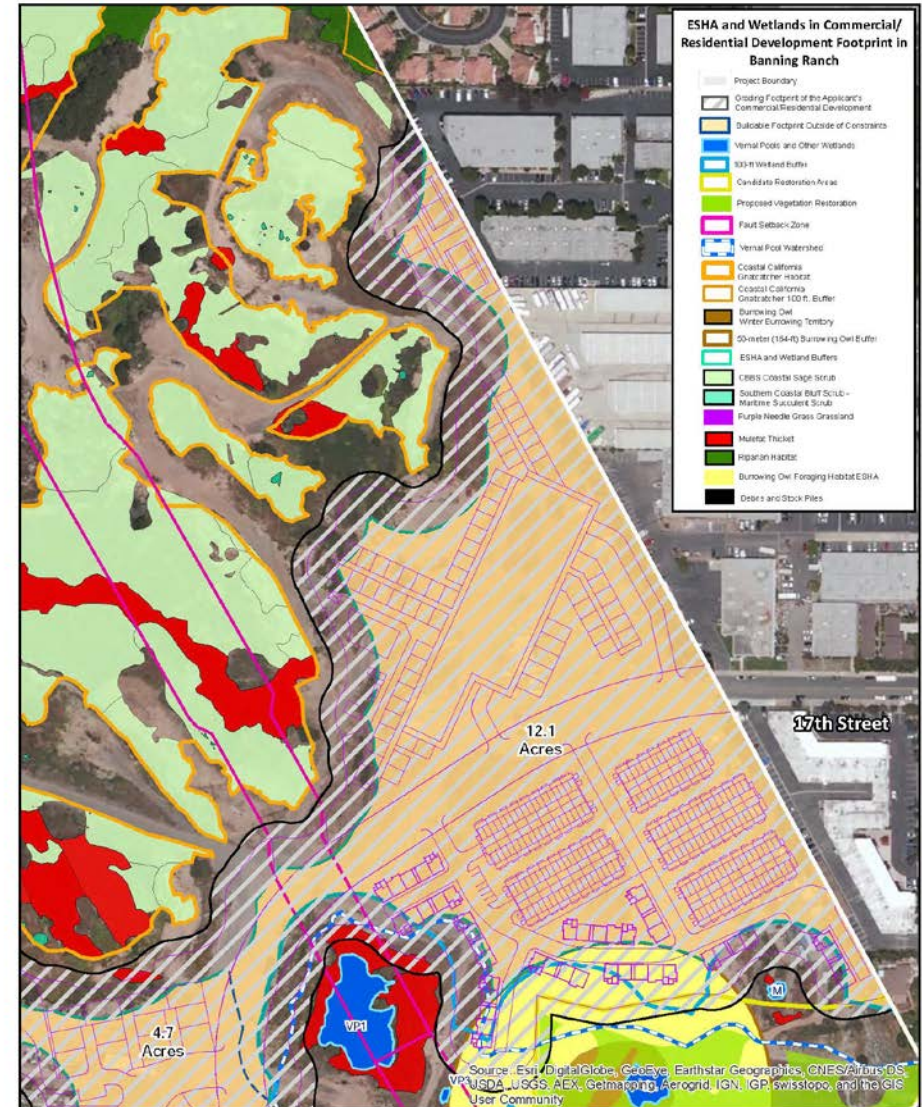 ESHA and Wetlands in Commercial/
Residential Development Footprint in
Banning Ranch
Project Boundary
Grading Footprint of the Applicant's
Commercial/Residential Development
Buildable Footprint Outside of Constraints
Vernal Pools and Other Wetlands
100-ft Wetland Buffer
Candidate Restoration Areas
Proposed Vegetation Restoration
Fault Setback Zone
Vernal Pool Watershed
Coastal California
Gnatcatcher Habitat
Coastal California
Gnatcatcher 100 ft. Buffer
Burrowing Owl
Winter Burrowing Territory
50-meter (164-ft) Burrowing Owl Buffer
ESHA and Wetland Buffers
CBBS Coastal Sage Scrub
Southern Coastal Bluff Scrub -
Maritime Succulent Scrub
Purple Needle Grass Grassland
Mulefat Thicket
Riparian Habitat
Burrowing Owl Foraging Habitat ESHA
Debris and Stock Piles
17th Street
12.1
Acres
M
VP1
4.7
Acres
Source: Esri, DigitalGlobe, GeoEye, Earthstar Geographics, CNES/Airbus DS,
USDA, USGS, AEX, Getmapping, Aerogrid, IGN, IGP, swisstopo, and the GIS
User Community